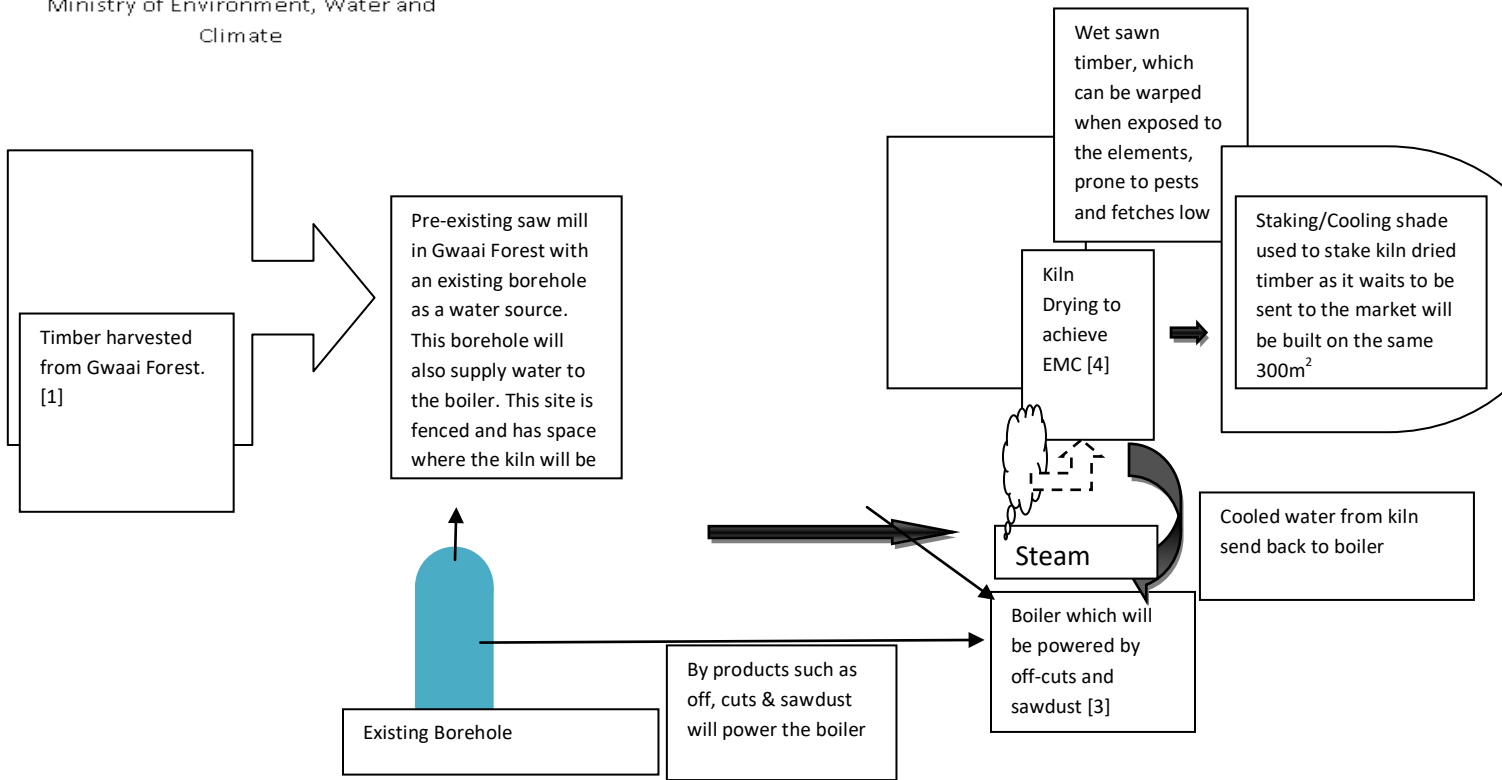 Ministry of Environment, Water and
Climate
Timber harvested
from Gwaai Forest.
[1]
Pre-existing saw mill
in Gwaai Forest with
an existing borehole
as a water source.
This borehole will
also supply water to
the boiler. This site is
fenced and has space
where the kiln will be
Wet sawn
timber, which
can be warped
when exposed to
the elements,
prone to pests
and fetches low
Kiln
Drying to
achieve
EMC [4]
Staking/Cooling shade
used to stake kiln dried
timber as it waits to be
sent to the market will
be built on the same
300m²
Steam
Cooled water from kiln
send back to boiler
Boiler which will
be powered by
off-cuts and
sawdust [3]
By products such as
off, cuts & sawdust
will power the boiler
Existing Borehole